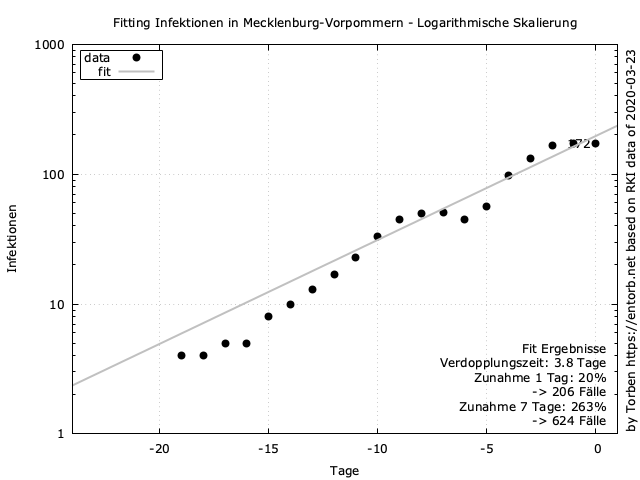 Fitting Infektionen in Mecklenburg-Vorpommern - Logarithmische Skalierung
1000
100
10
1
data
fit
172
Infektionen
Fit Ergebnisse
Verdopplungszeit: 3.8 Tage
Zunahme 1 Tag: 20%
-> 206 Fälle
Zunahme 7 Tage: 263%
-> 624 Fälle
-20
-15
-10
-5
0
Tage
by Torben https://entorb.net based on RKI data of 2020-03-23